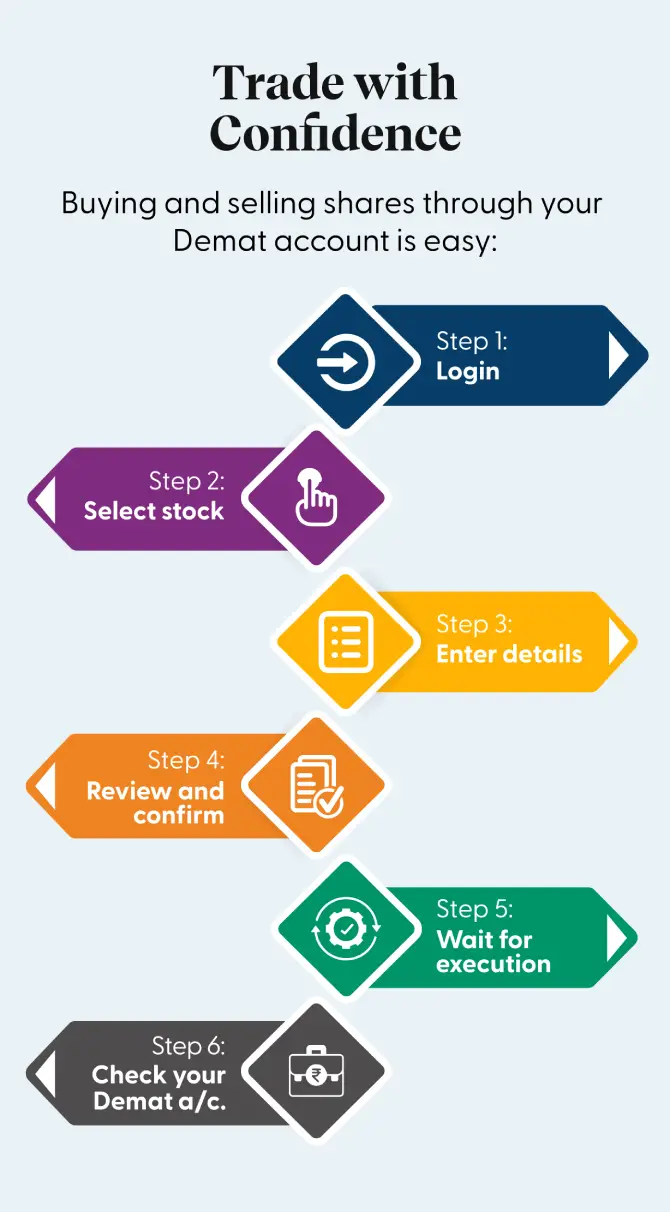 Trade with
Confidence
Buying and selling shares through your
Demat account is easy:
Step 1:
Login
Step 2:
Select stock
Step 3:
Enter details
Step 4:
Review and
confirm
Step 5:
Wait for
execution
Step 6:
Check your
Demat a/c.
₹